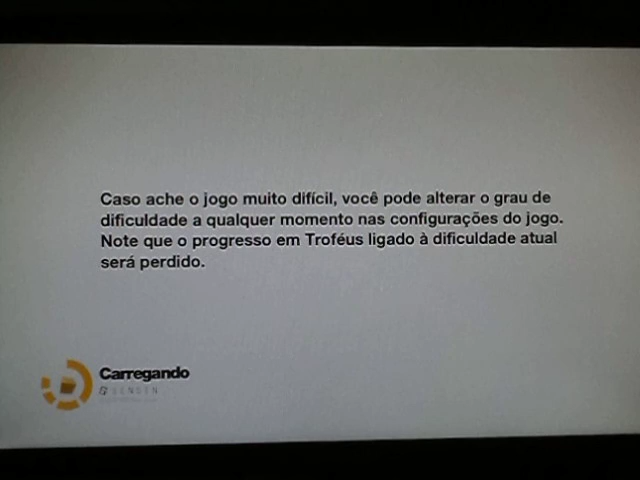 Caso ache o jogo muito difícil, você pode alterar o grau de
dificuldade a qualquer momento nas configurações do jogo.
Note que o progresso em Troféus ligado à dificuldade atual
será perdido.
Carregando